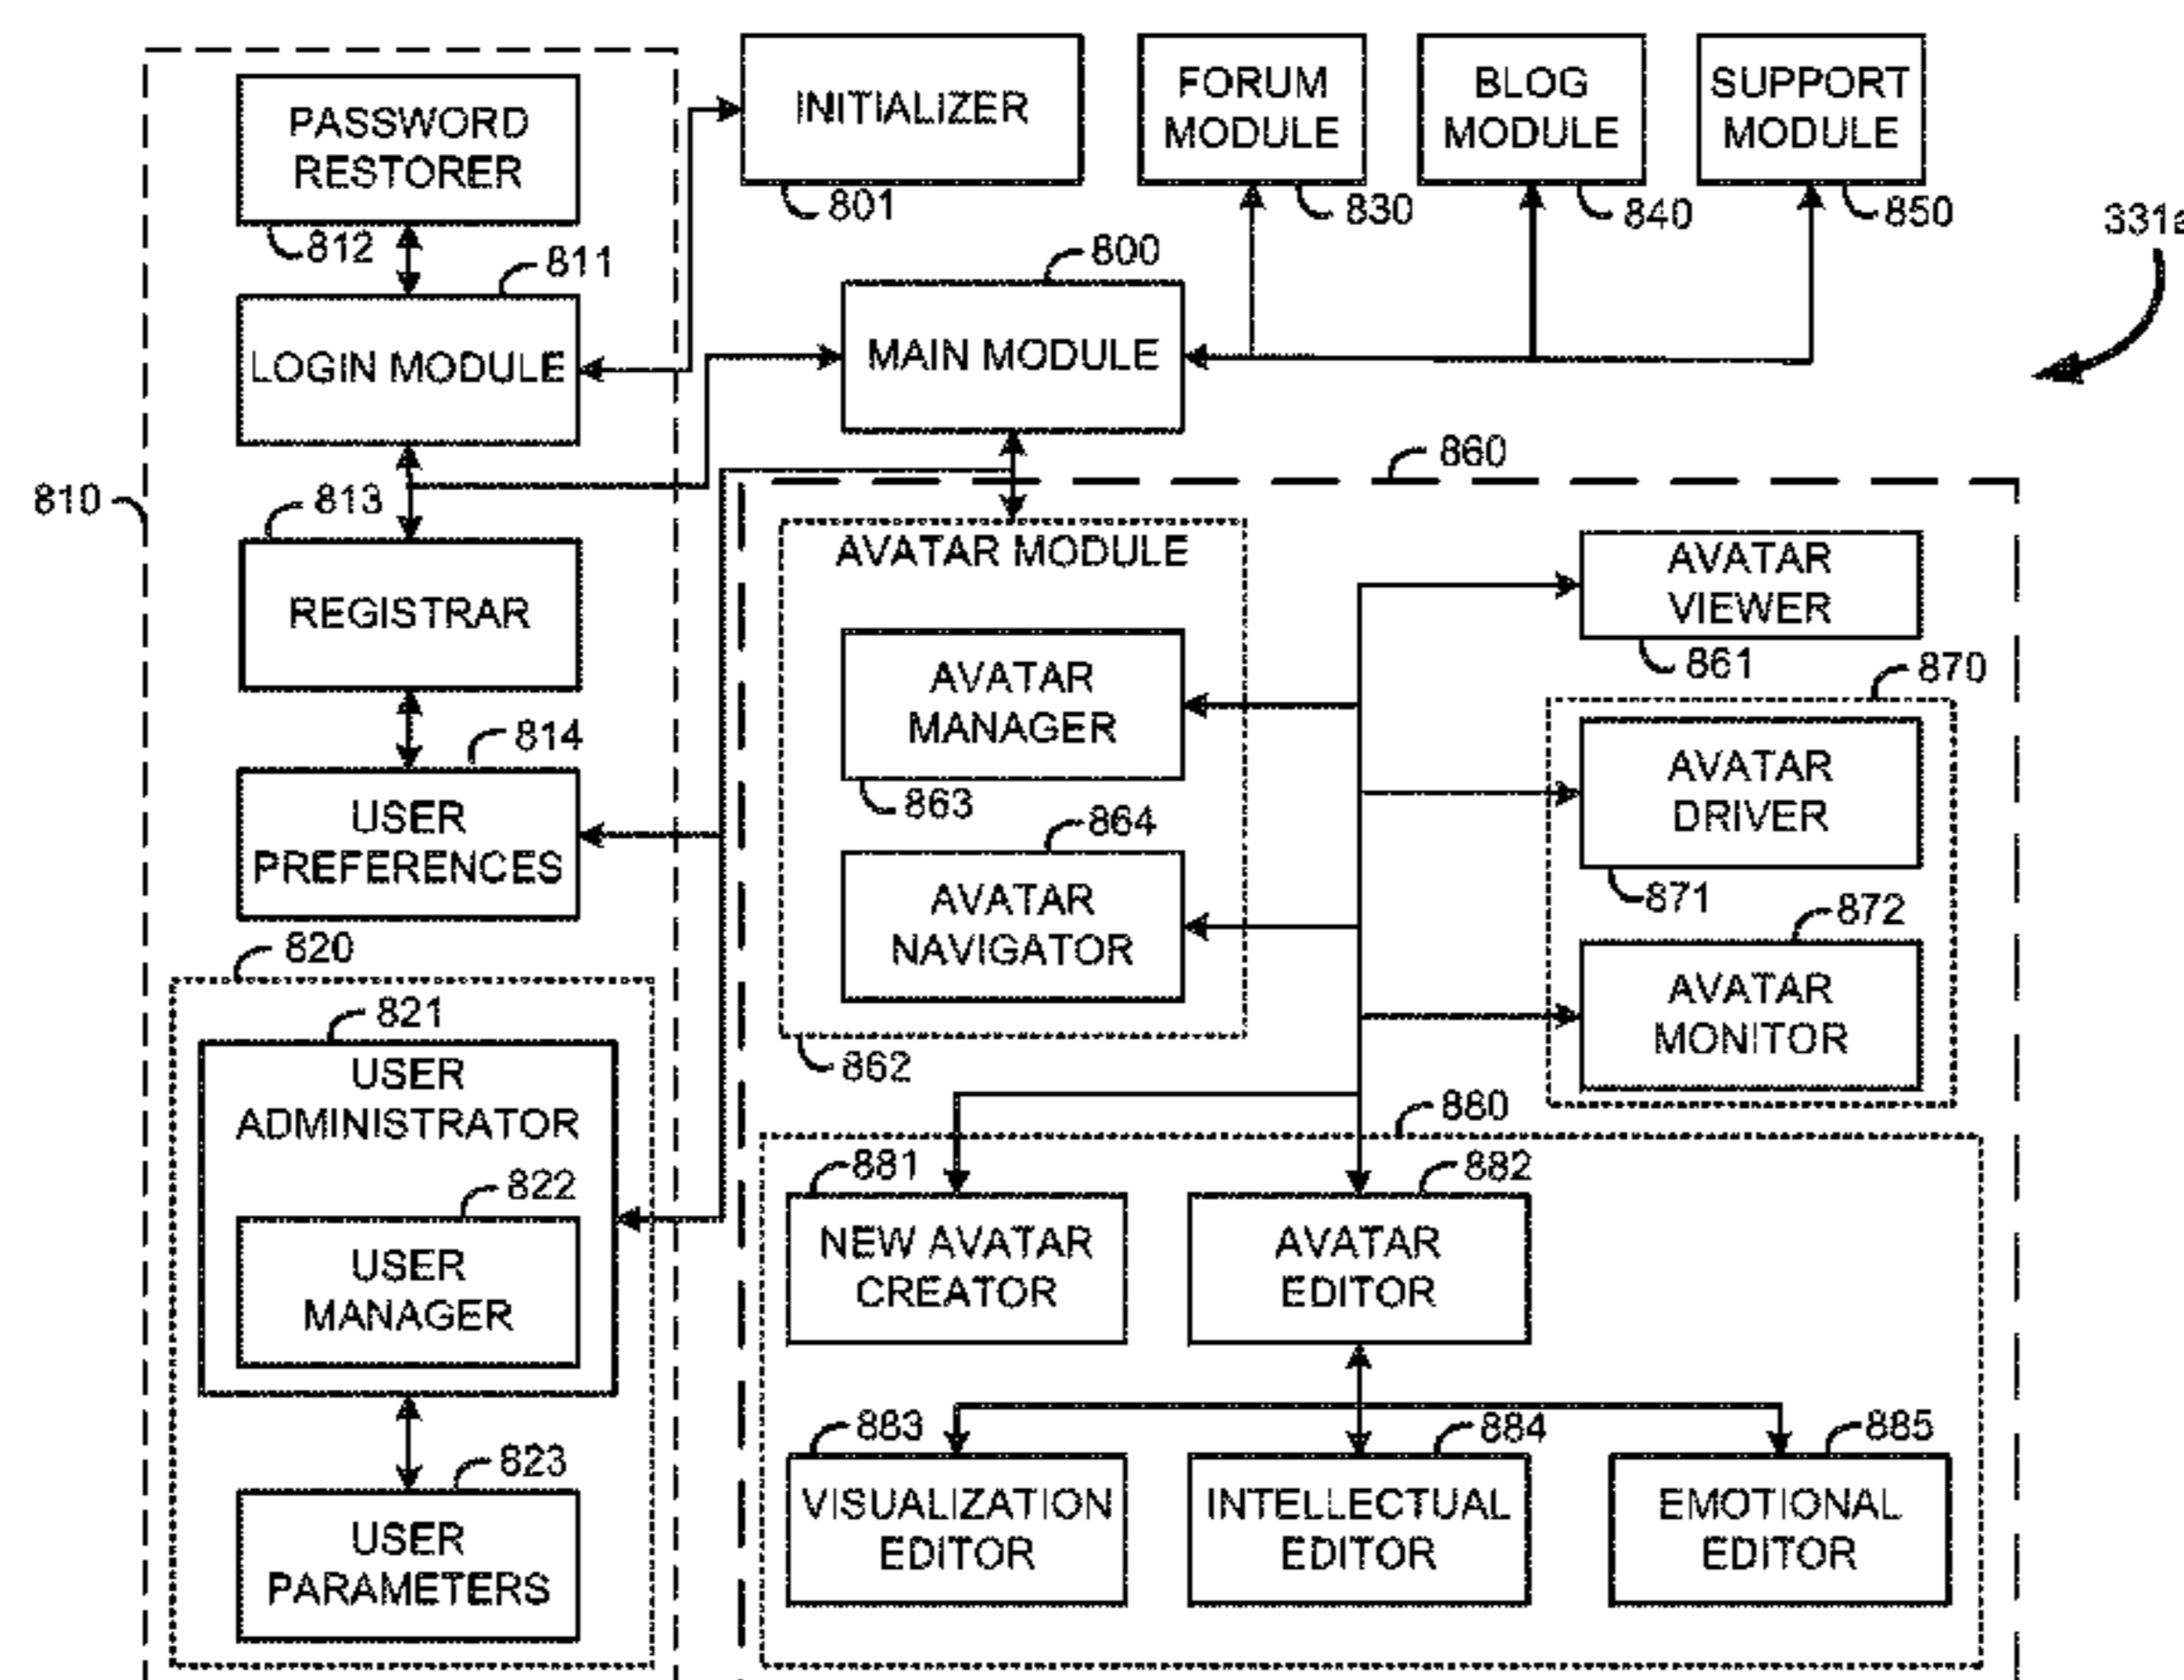 PASSWORD
RESTORER
812
811
LOGIN MODULE
810
813
REGISTRAR
814
USER
PREFERENCES
820
821
USER
ADMINISTRATOR
822
USER
MANAGER
823
USER
PARAMETERS
INITIALIZER
801
FORUM
MODULE
830
BLOG
MODULE
840
SUPPORT
MODULE
850
331a
800
MAIN MODULE
860
AVATAR MODULE
AVATAR
MANAGER
863
864
AVATAR
NAVIGATOR
862
AVATAR
VIEWER
861
870
AVATAR
DRIVER
871
872
AVATAR
MONITOR
880
881
NEW AVATAR
CREATOR
882
AVATAR
EDITOR
883
VISUALIZATION
EDITOR
884
INTELLECTUAL
EDITOR
885
EMOTIONAL
EDITOR